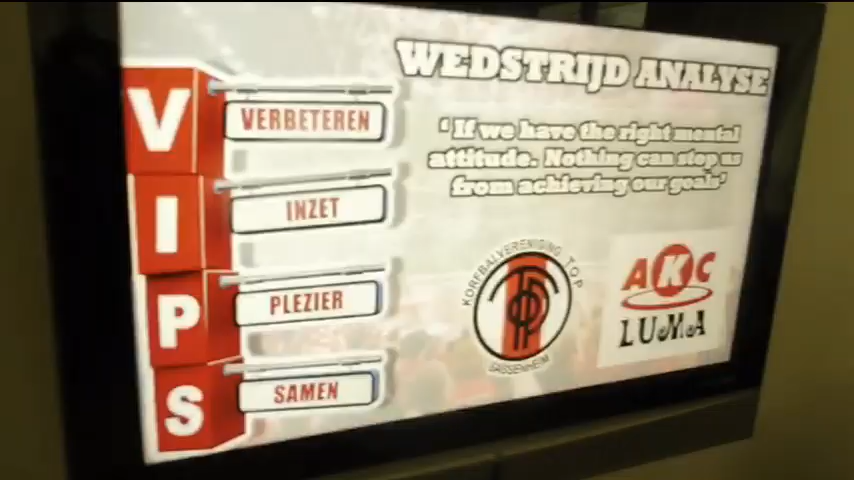 WEDSTRIJD ANALYSE
V VERBETEREN
I INZET
P PLEZIER
S SAMEN
‘ If we have the right mental
attitude. Nothing can stop us
from achieving our goals’
KORFBALVERENIGING TOP
TOP
SASSENHEIM
AKC
LUMA